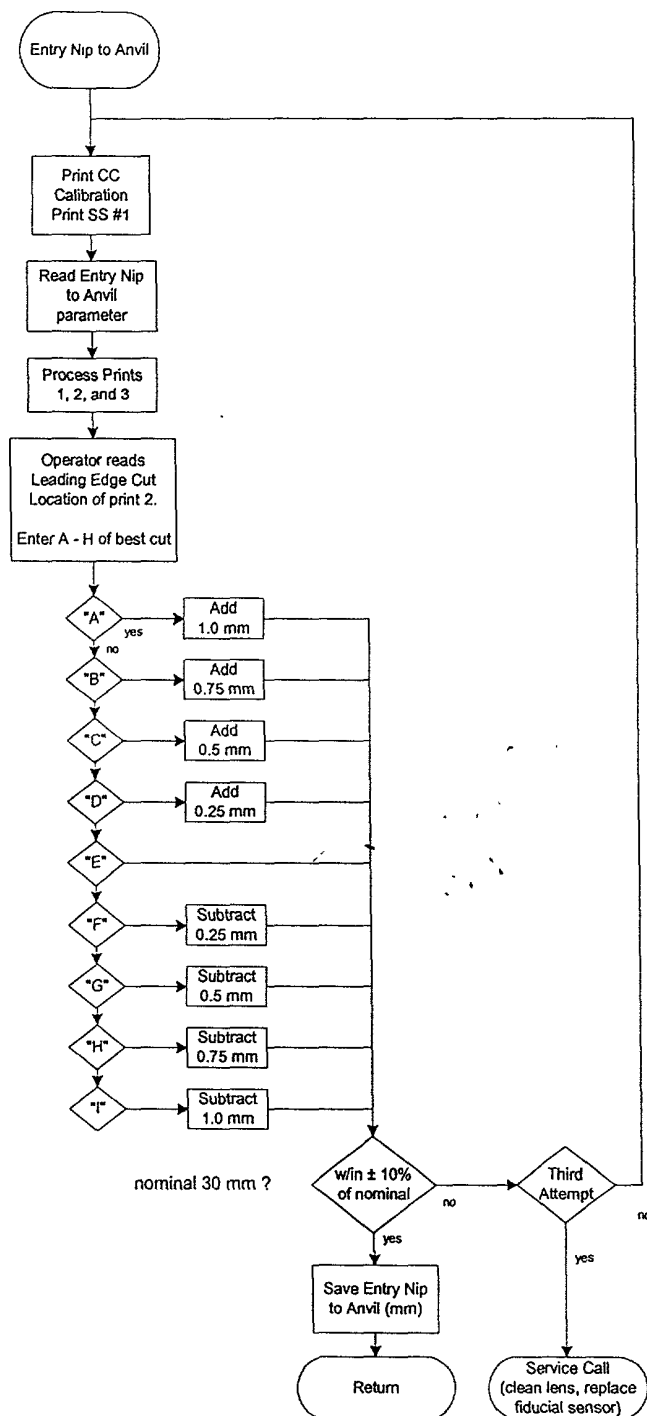 Entry Nip to Anvil
Print CC
Calibration
Print SS #1
Read Entry Nip
to Anvil
parameter
Process Prints
1, 2, and 3
Operator reads
Leading Edge Cut
Location of print 2.
Enter A - H of best cut
"A"
yes
Add
1.0 mm
no
"B"
Add
0.75 mm
"C"
Add
0.5 mm
"D"
Add
0.25 mm
"E"
"F"
Subtract
0.25 mm
"G"
Subtract
0.5 mm
"H"
Subtract
0.75 mm
"I"
Subtract
1.0 mm
nominal 30 mm ?
w/in ± 10%
of nominal
no
Third
Attempt
no
yes
yes
Save Entry Nip
to Anvil (mm)
Return
Service Call
(clean lens, replace
fiducial sensor)